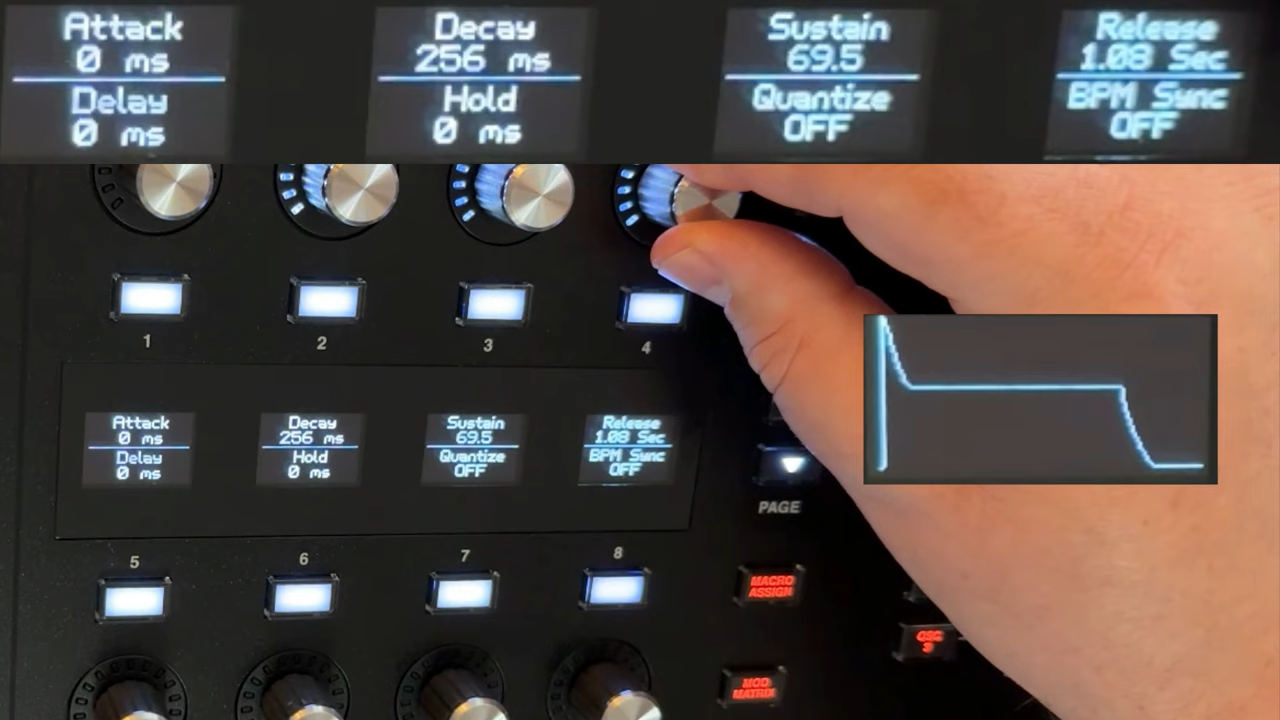 Attack
0 ms
Delay
0 ms
Decay
256 ms
Hold
0 ms
Sustain
69.5
Quantize
OFF
Release
1.08 Sec
BPM Sync
OFF
1
2
3
4
Attack
0 ms
Delay
0 ms
Decay
256 ms
Hold
0 ms
Sustain
69.5
Quantize
OFF
Release
1.08 Sec
BPM Sync
OFF
PAGE
5
6
7
8
MACRO
ASSIGN
OSC
3
MOD
MATRIX